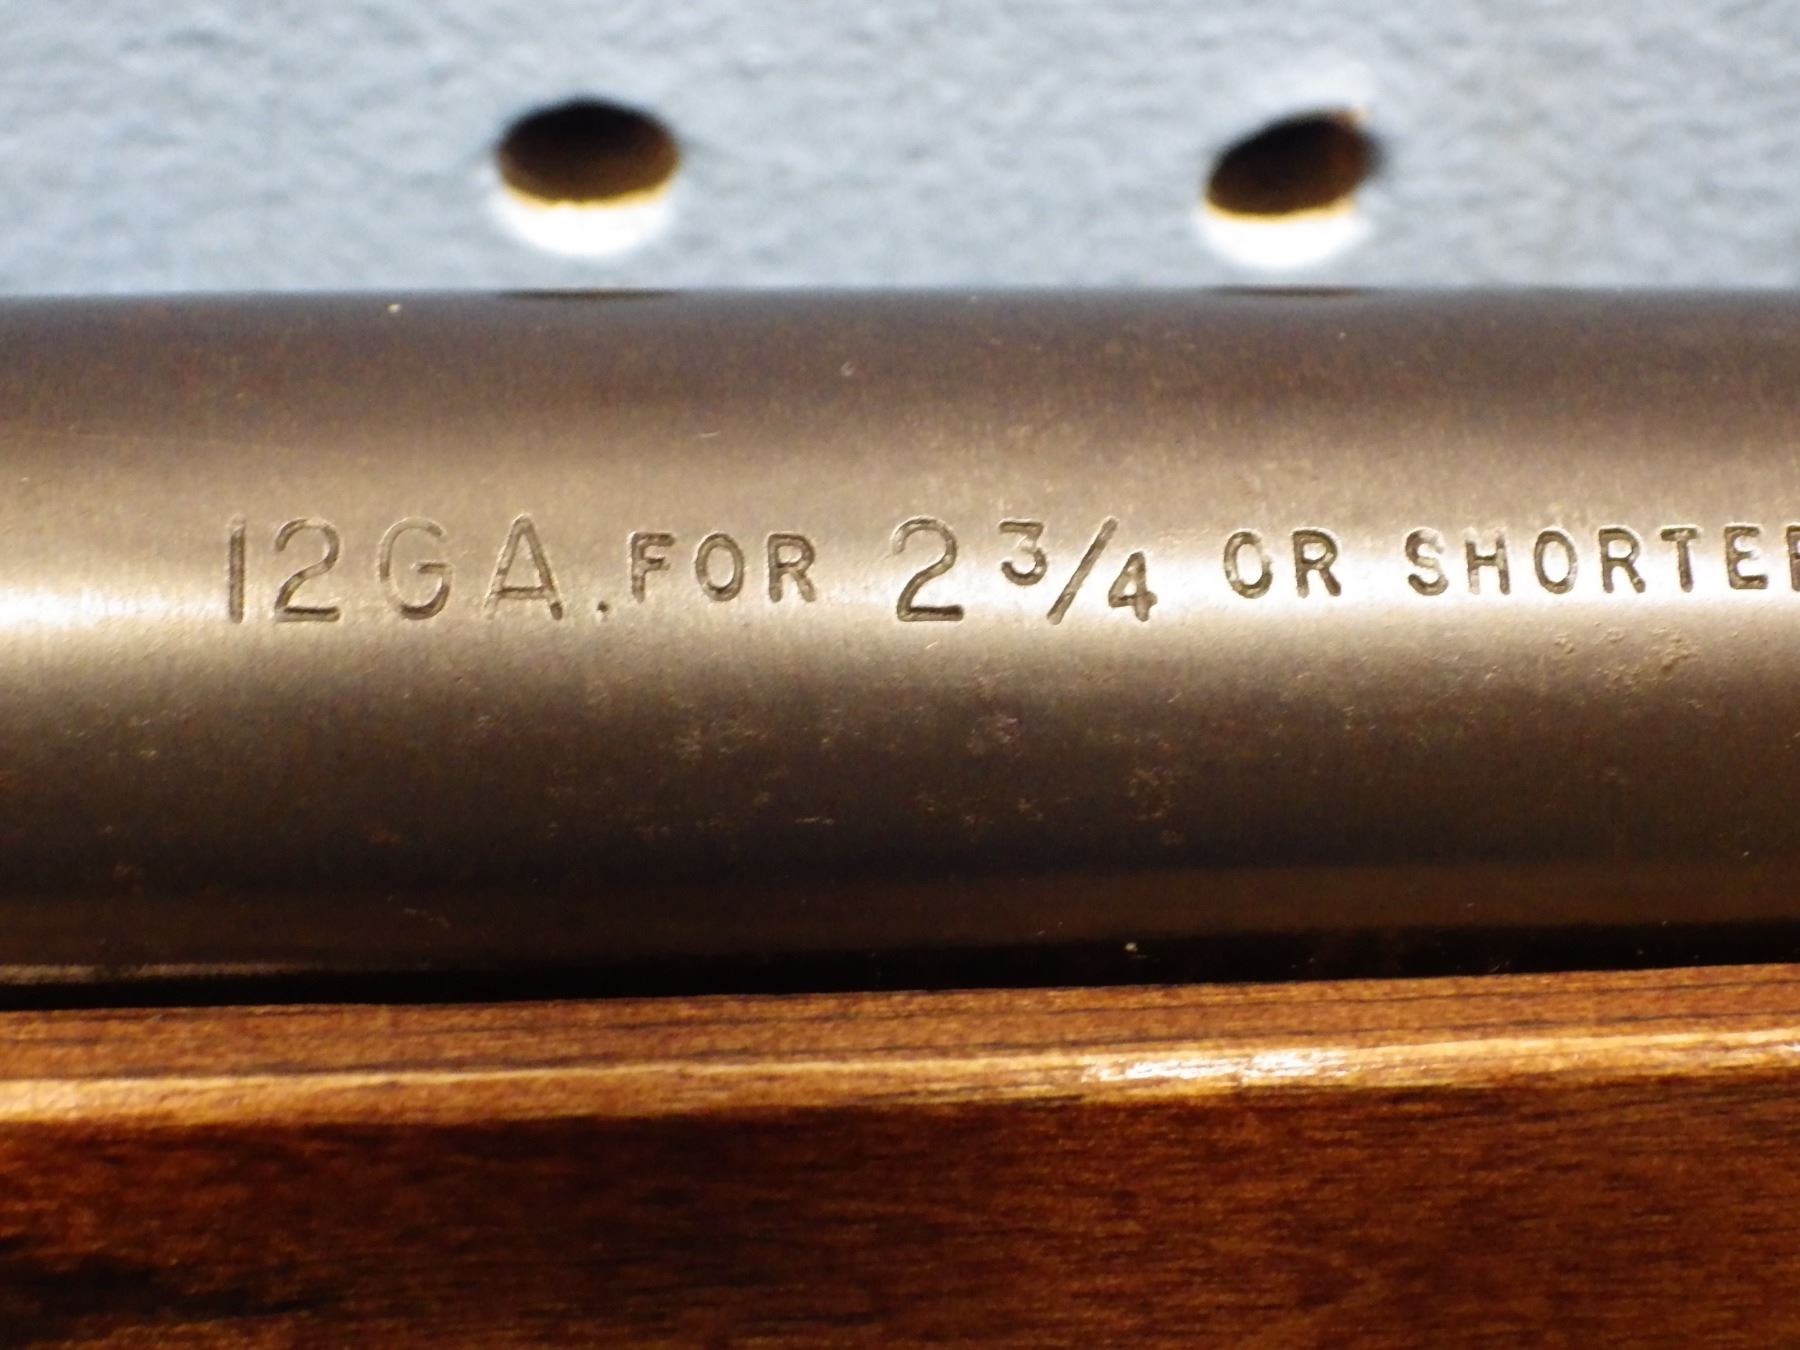 12GA. FOR 2 3/4 OR SHORTER